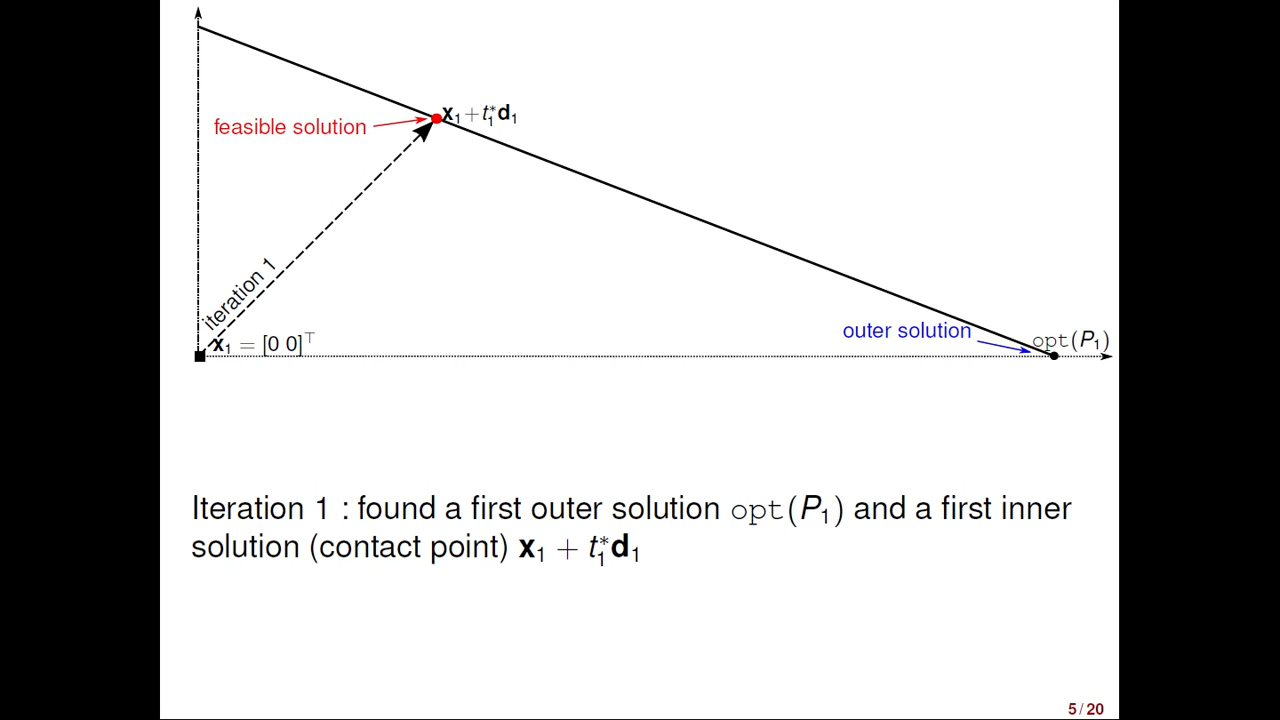 x₁ + t₁*d₁
feasible solution
iteration 1
x₁ = [0 0]⊤
outer solution
opt(P₁)
Iteration 1 : found a first outer solution opt(P₁) and a first inner
solution (contact point) x₁ + t₁*d₁
5 / 20